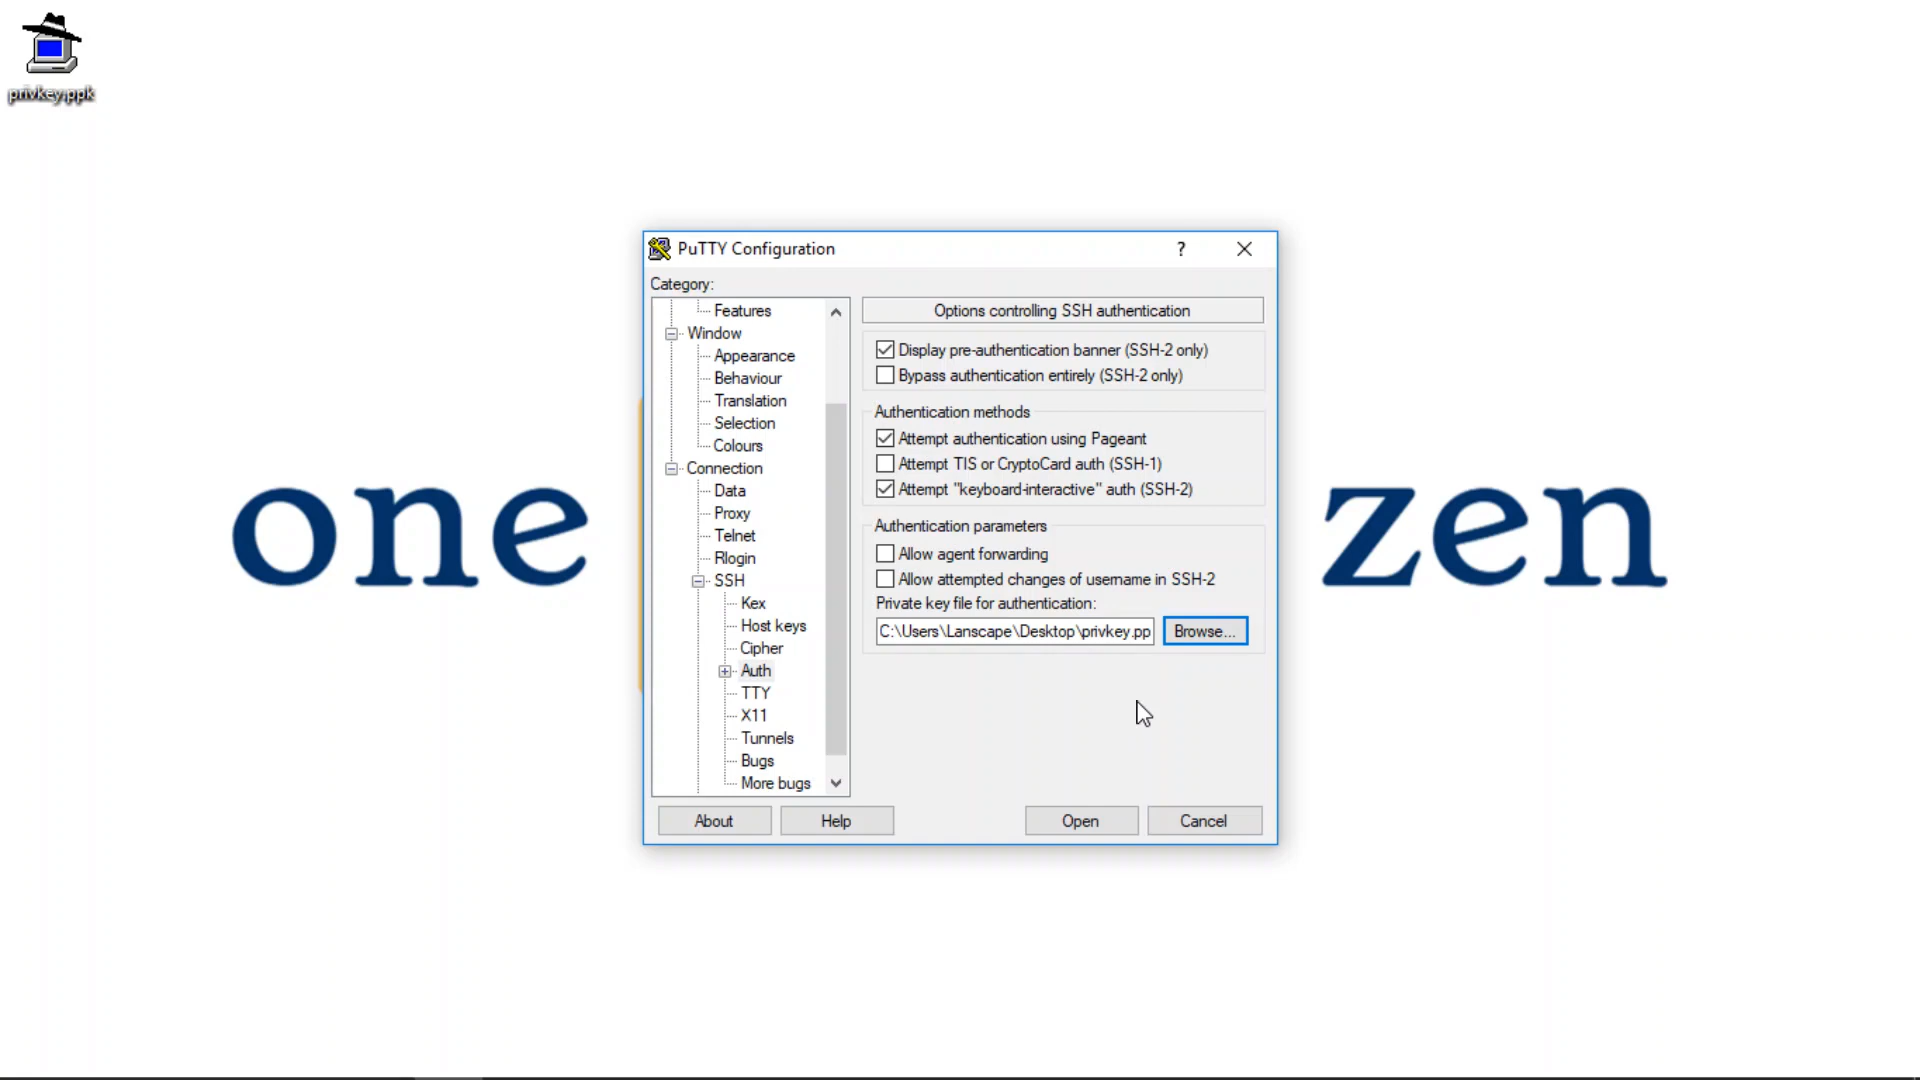 privkey.ppk
PuTTY Configuration
?
Category:
Features
Window
Appearance
Behaviour
Translation
Selection
Colours
Connection
Data
Proxy
Telnet
Rlogin
SSH
Kex
Host keys
Cipher
Auth
TTY
X11
Tunnels
Bugs
More bugs
Options controlling SSH authentication
Display pre-authentication banner (SSH-2 only)
Bypass authentication entirely (SSH-2 only)
Authentication methods
Attempt authentication using Pageant
Attempt TIS or CryptoCard auth (SSH-1)
Attempt "keyboard-interactive" auth (SSH-2)
Authentication parameters
Allow agent forwarding
Allow attempted changes of username in SSH-2
Private key file for authentication:
C:\Users\Lanscape\Desktop\privkey.pp
Browse...
About
Help
Open
Cancel
one
zen